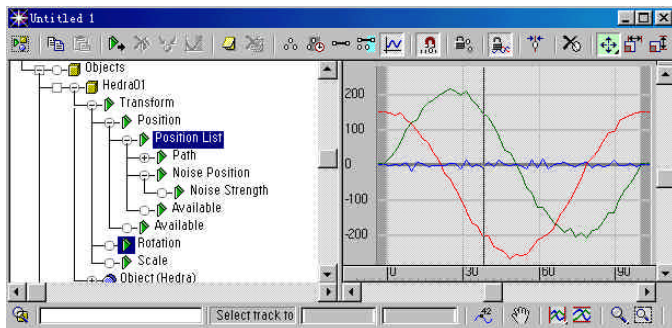 Untitled 1
Objects
Hedra01
Transform
Position
Position List
Path
Noise Position
Noise Strength
Available
Available
Rotation
Scale
Object (Hedra)
200
100
0
-100
-200
0 30 60 90
Select track to
42